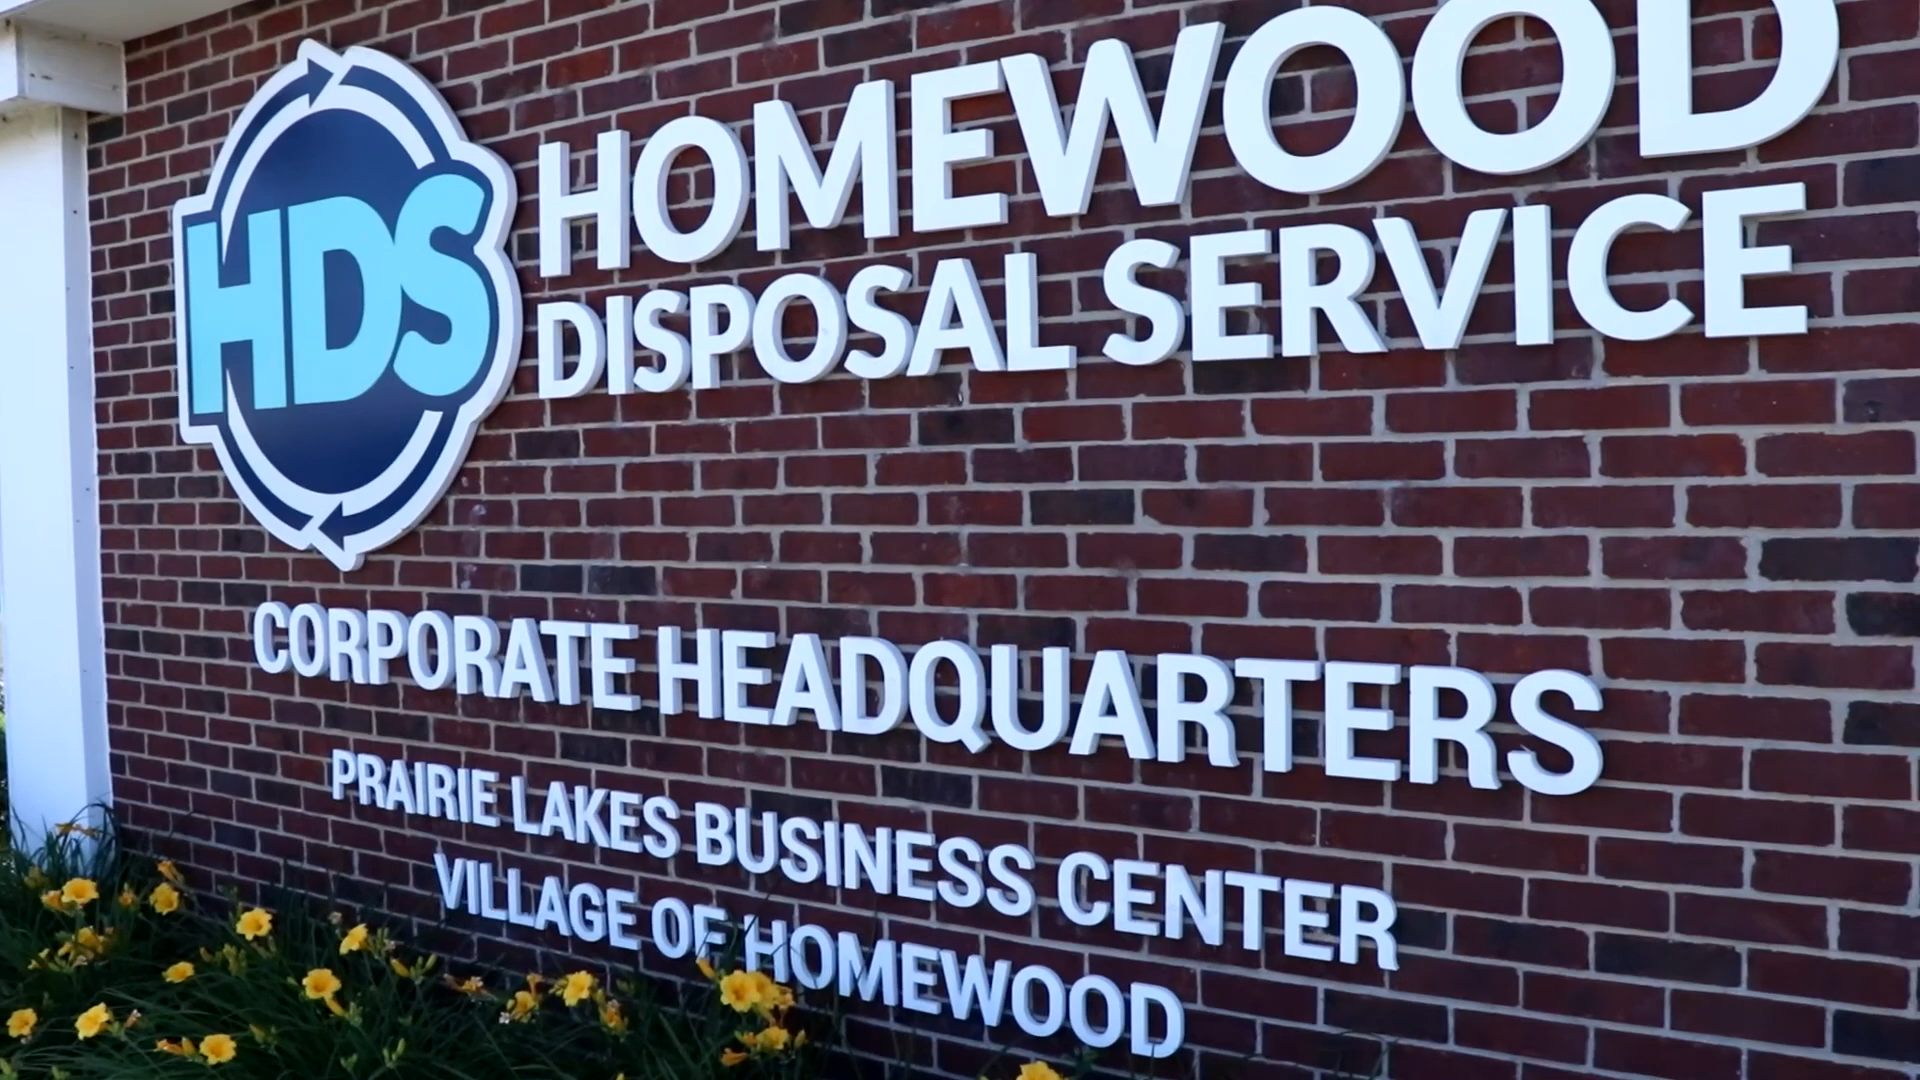 HDS
HOMEWOOD
DISPOSAL SERVICE
CORPORATE HEADQUARTERS
PRAIRIE LAKES BUSINESS CENTER
VILLAGE OF HOMEWOOD